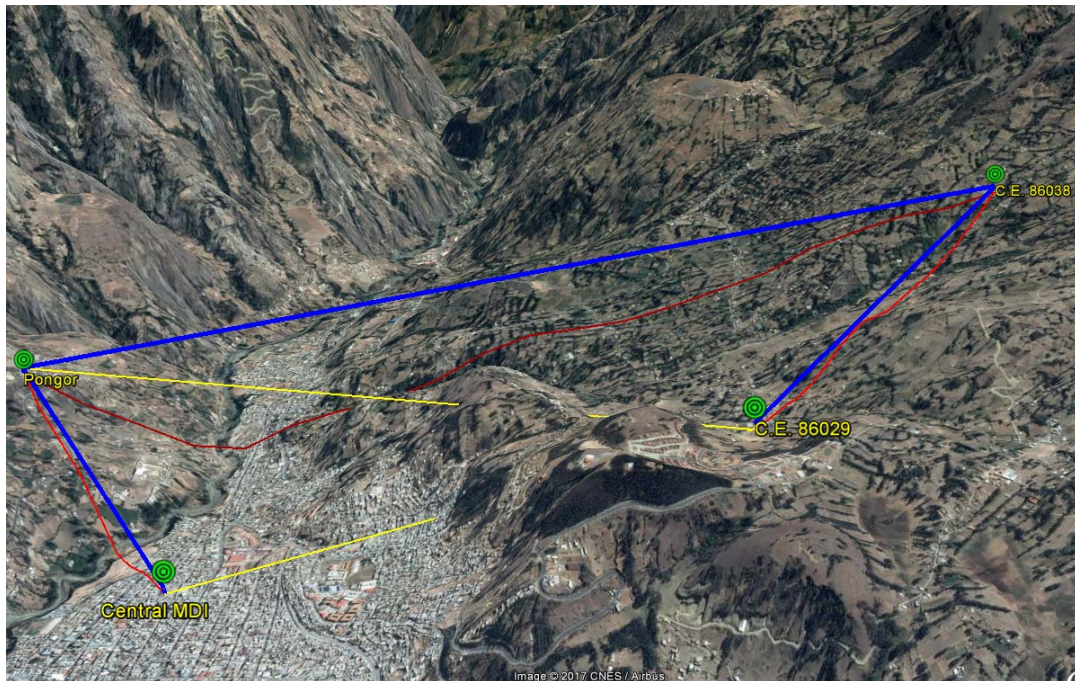 C.E. 86038
Pongor
C.E. 86029
Central MDI
Image © 2017 CNES / Airbus